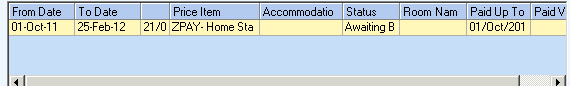 From Date To Date Price Item Accommodatio Status Room Nam Paid Up To Paid V
01-Oct-11 25-Feb-12 21/0 ZPAY- Home Sta Awaiting B 01/Oct/201